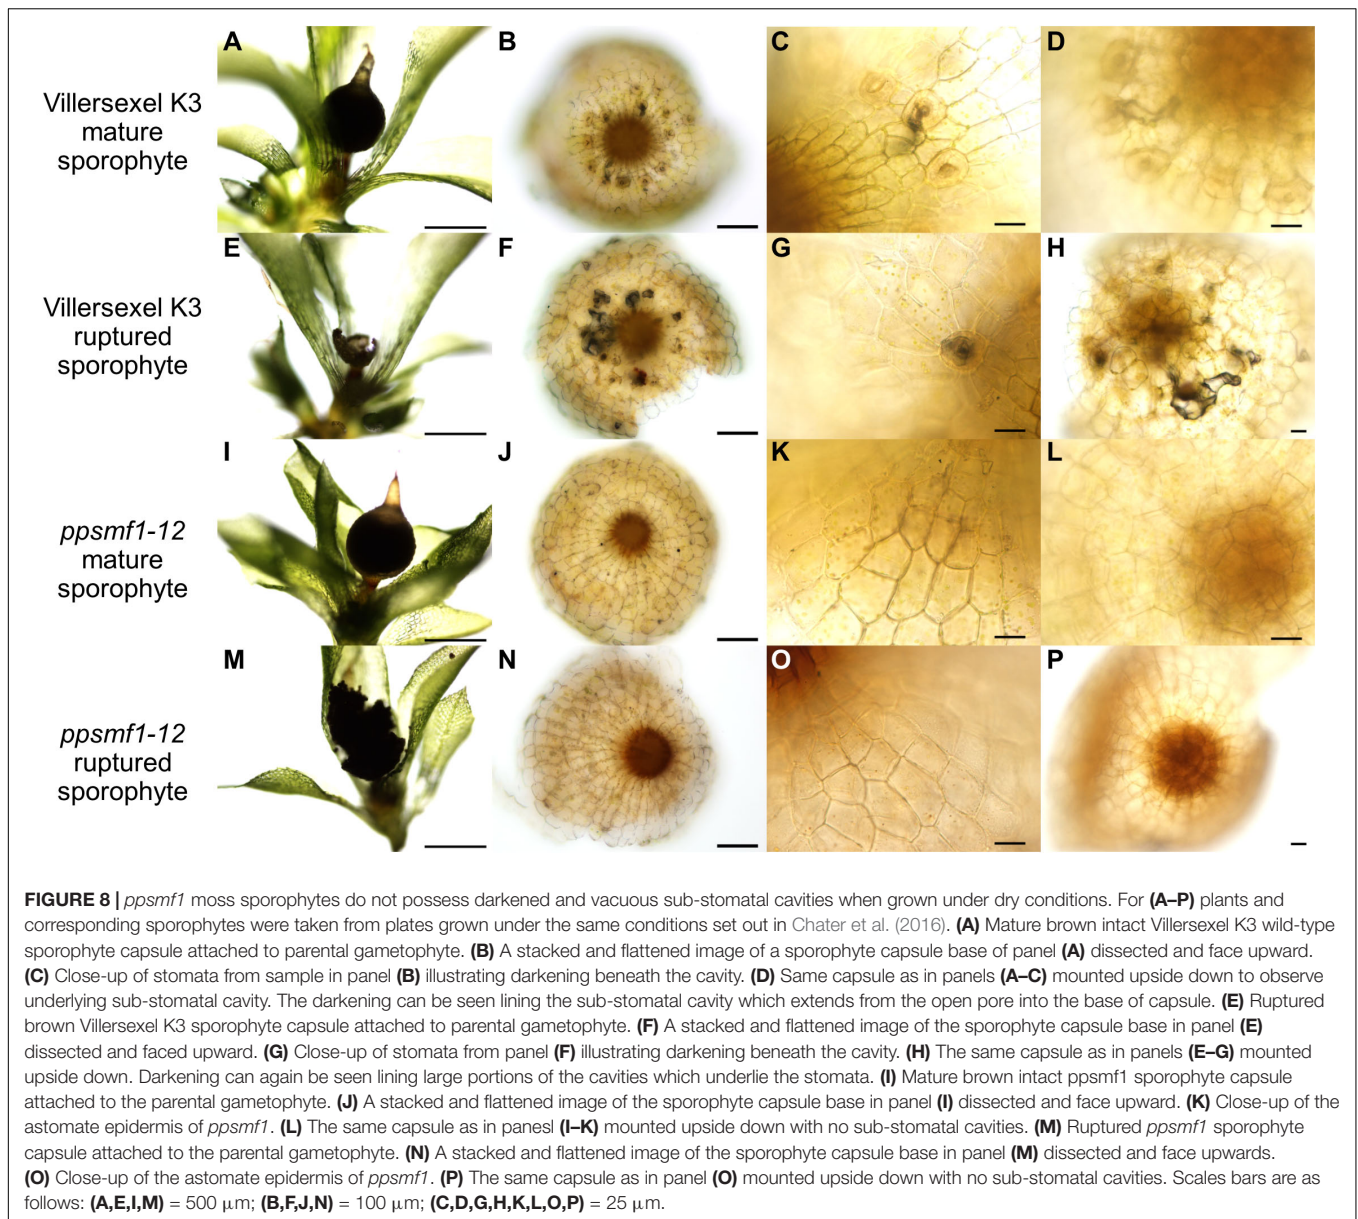 A
B
C
D
Villersexel K3
mature
sporophyte
E
F
G
H
Villersexel K3
ruptured
sporophyte
I
J
K
L
ppsmf1-12
mature
sporophyte
M
N
O
P
ppsmf1-12
ruptured
sporophyte
FIGURE 8 | ppsmf1 moss sporophytes do not possess darkened and vacuous sub-stomatal cavities when grown under dry conditions. For (A–P) plants and
corresponding sporophytes were taken from plates grown under the same conditions set out in Chater et al. (2016). (A) Mature brown intact Villersexel K3 wild-type
sporophyte capsule attached to parental gametophyte. (B) A stacked and flattened image of a sporophyte capsule base of panel (A) dissected and face upward.
(C) Close-up of stomata from sample in panel (B) illustrating darkening beneath the cavity. (D) Same capsule as in panels (A–C) mounted upside down to observe
underlying sub-stomatal cavity. The darkening can be seen lining the sub-stomatal cavity which extends from the open pore into the base of capsule. (E) Ruptured
brown Villersexel K3 sporophyte capsule attached to parental gametophyte. (F) A stacked and flattened image of the sporophyte capsule base in panel (E)
dissected and faced upward. (G) Close-up of stomata from panel (F) illustrating darkening beneath the cavity. (H) The same capsule as in panels (E–G) mounted
upside down. Darkening can again be seen lining large portions of the cavities which underlie the stomata. (I) Mature brown intact ppsmf1 sporophyte capsule
attached to the parental gametophyte. (J) A stacked and flattened image of the sporophyte capsule base in panel (I) dissected and face upward. (K) Close-up of the
astomate epidermis of ppsmf1. (L) The same capsule as in panesl (I–K) mounted upside down with no sub-stomatal cavities. (M) Ruptured ppsmf1 sporophyte
capsule attached to the parental gametophyte. (N) A stacked and flattened image of the sporophyte capsule base in panel (M) dissected and face upwards.
(O) Close-up of the astomate epidermis of ppsmf1. (P) The same capsule as in panel (O) mounted upside down with no sub-stomatal cavities. Scales bars are as
follows: (A,E,I,M) = 500 μm; (B,F,J,N) = 100 μm; (C,D,G,H,K,L,O,P) = 25 μm.